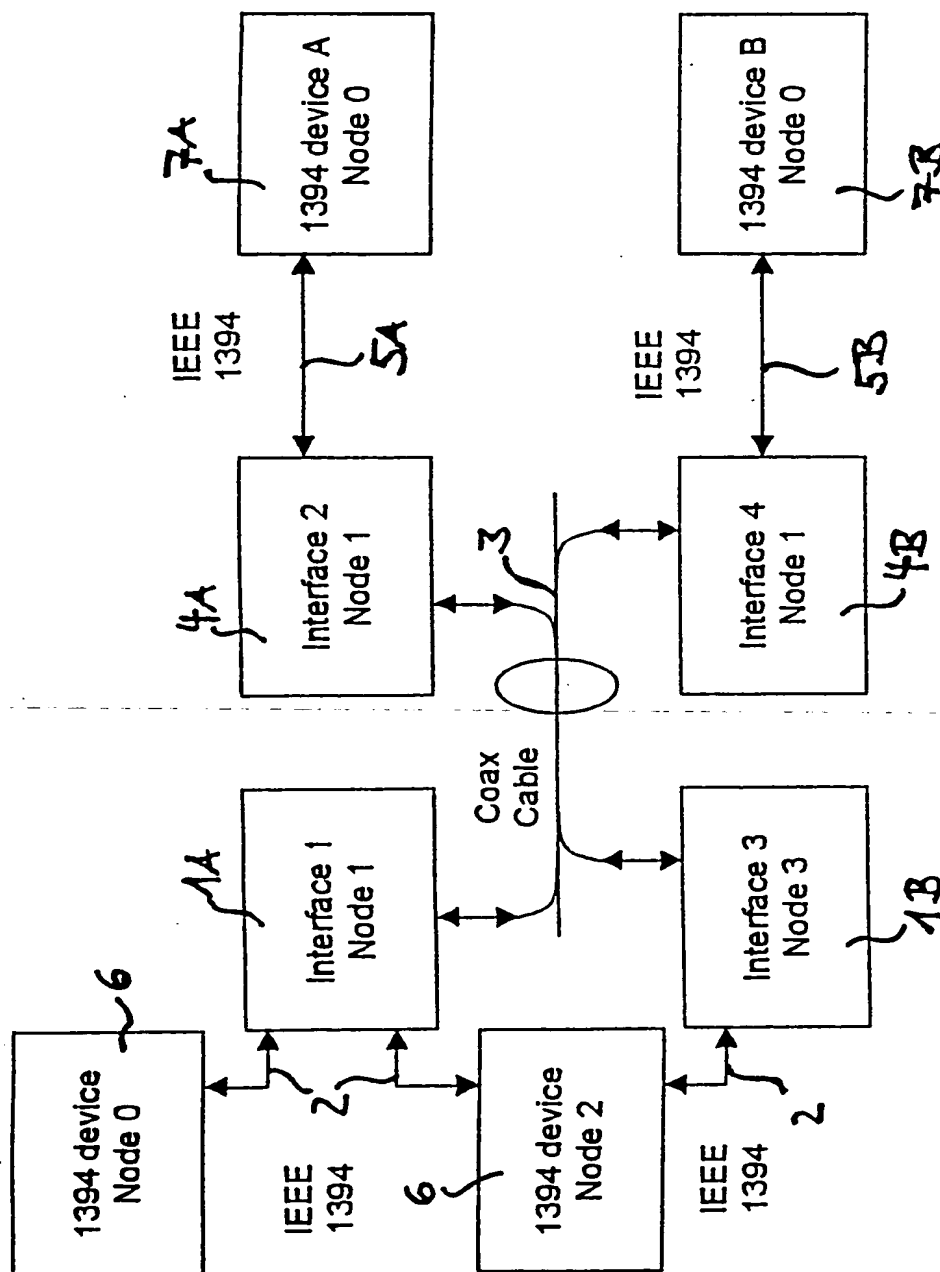 1394 device
Node 0
6
1A
Interface 1
Node 1
4A
Interface 2
Node 1
IEEE
1394
5A
7A
1394 device A
Node 0
2
IEEE
1394
Coax
Cable
3
6
1394 device
Node 2
IEEE
1394
2
Interface 3
Node 3
1B
Interface 4
Node 1
4B
IEEE
1394
5B
1394 device B
Node 0
7B